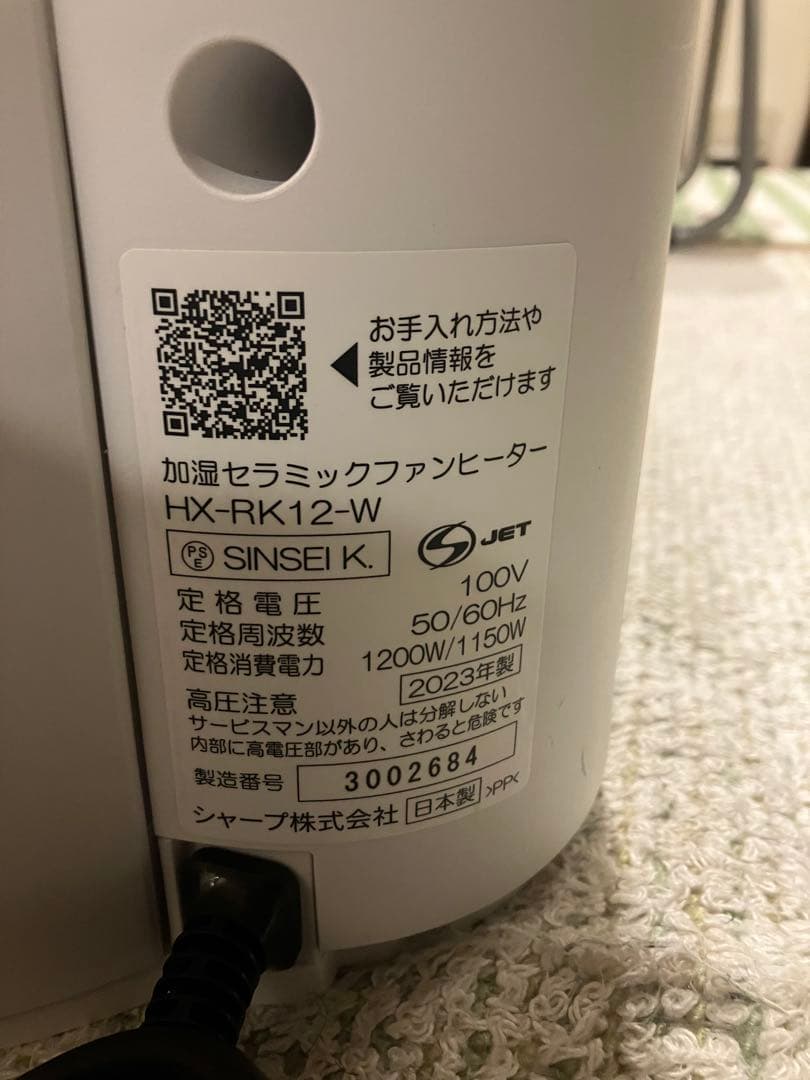 お手入れ方法や
製品情報を
ご覧いただけます
加湿セラミックファンヒーター
HX-RK12-W
PSE SINSEI K.
S JET
定格電圧 100V
定格周波数 50/60Hz
定格消費電力 1200W/1150W
2023年製
高圧注意
サービスマン以外の人は分解しない
内部に高電圧部があり、さわると危険です
製造番号 3002684
シャープ株式会社 日本製 >PP<